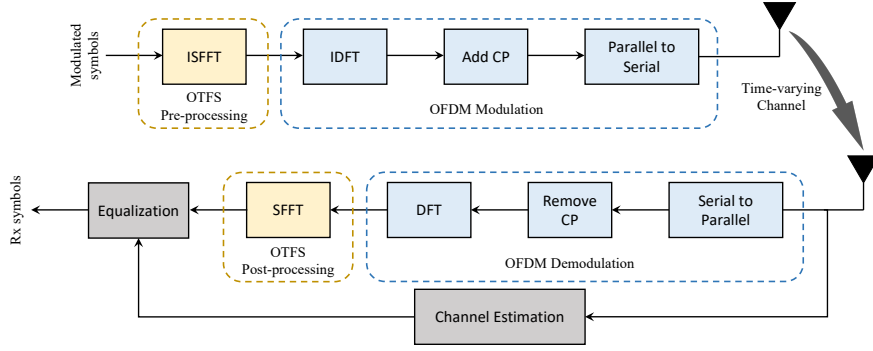 Modulated
symbols
ISFFT
OTFS
Pre-processing
IDFT
Add CP
Parallel to
Serial
OFDM Modulation
Time-varying
Channel
Rx symbols
Equalization
SFFT
OTFS
Post-processing
DFT
Remove
CP
Serial to
Parallel
OFDM Demodulation
Channel Estimation